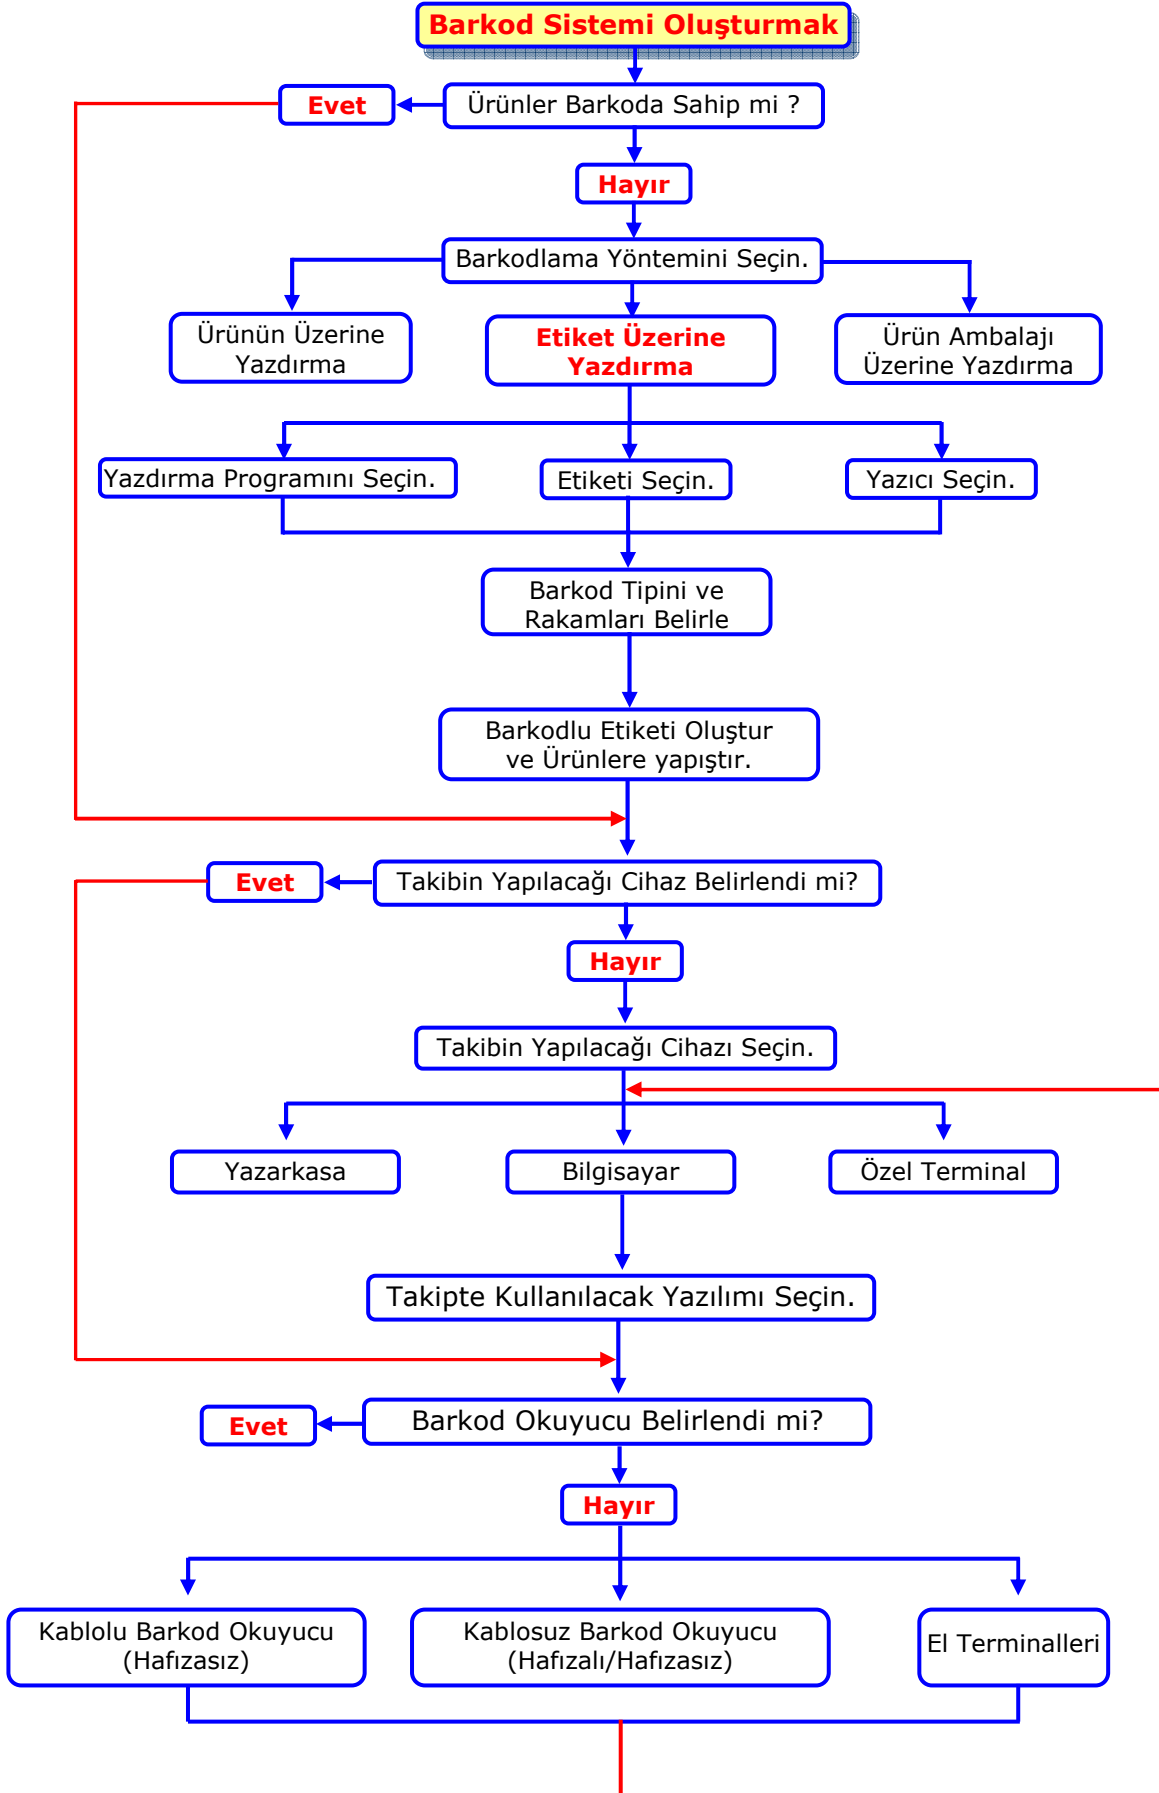 Barkod Sistemi Oluşturmak
Evet
Ürünler Barkoda Sahip mi ?
Hayır
Barkodlama Yöntemini Seçin.
Ürünün Üzerine
Yazdırma
Etiket Üzerine
Yazdırma
Ürün Ambalajı
Üzerine Yazdırma
Yazdırma Programını Seçin.
Etiketi Seçin.
Yazıcı Seçin.
Barkod Tipini ve
Rakamları Belirle
Barkodlu Etiketi Oluştur
ve Ürünlere yapıştır.
Evet
Takibin Yapılacağı Cihaz Belirlendi mi?
Hayır
Takibin Yapılacağı Cihazı Seçin.
Yazarkasa
Bilgisayar
Özel Terminal
Takipte Kullanılacak Yazılımı Seçin.
Evet
Barkod Okuyucu Belirlendi mi?
Hayır
Kablolu Barkod Okuyucu
(Hafızasız)
Kablosuz Barkod Okuyucu
(Hafızalı/Hafızasız)
El Terminalleri